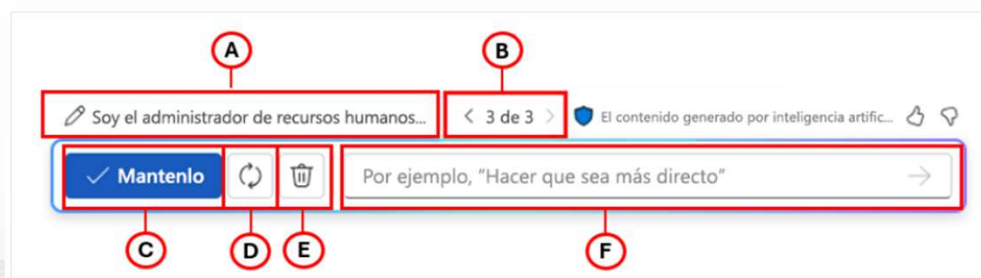 A
B
Soy el administrador de recursos humanos...
< 3 de 3 >
El contenido generado por inteligencia artific...
Mantenlo
Por ejemplo, "Hacer que sea más directo"
C
D
E
F